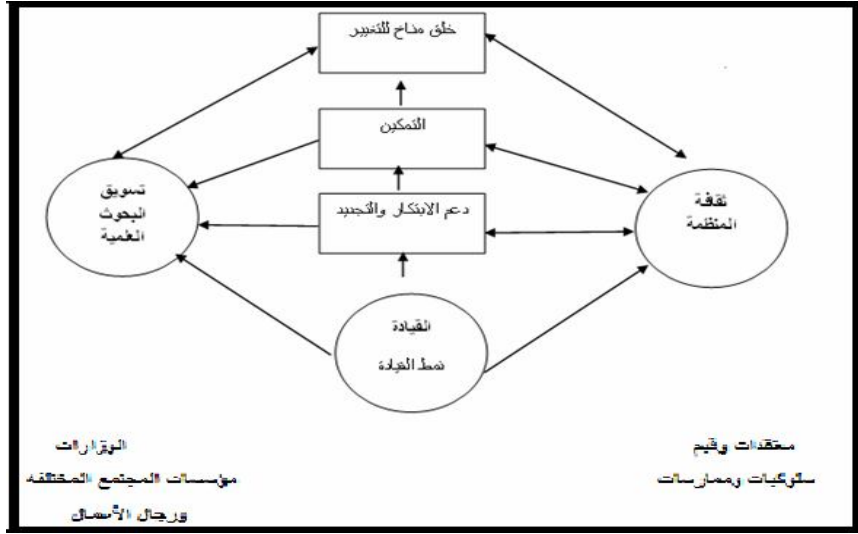 خلق مناخ للتغيير
التمكين
دعم الابتكار والتجديد
ثقافة
المنظمة
تسويق
البحوث
العلمية
القيادة
نمط القيادة
معتقدات وقيم
سلوكيات وممارسات
الوزارات
مؤسسات المجتمع المختلفه
ورجال الأعمال